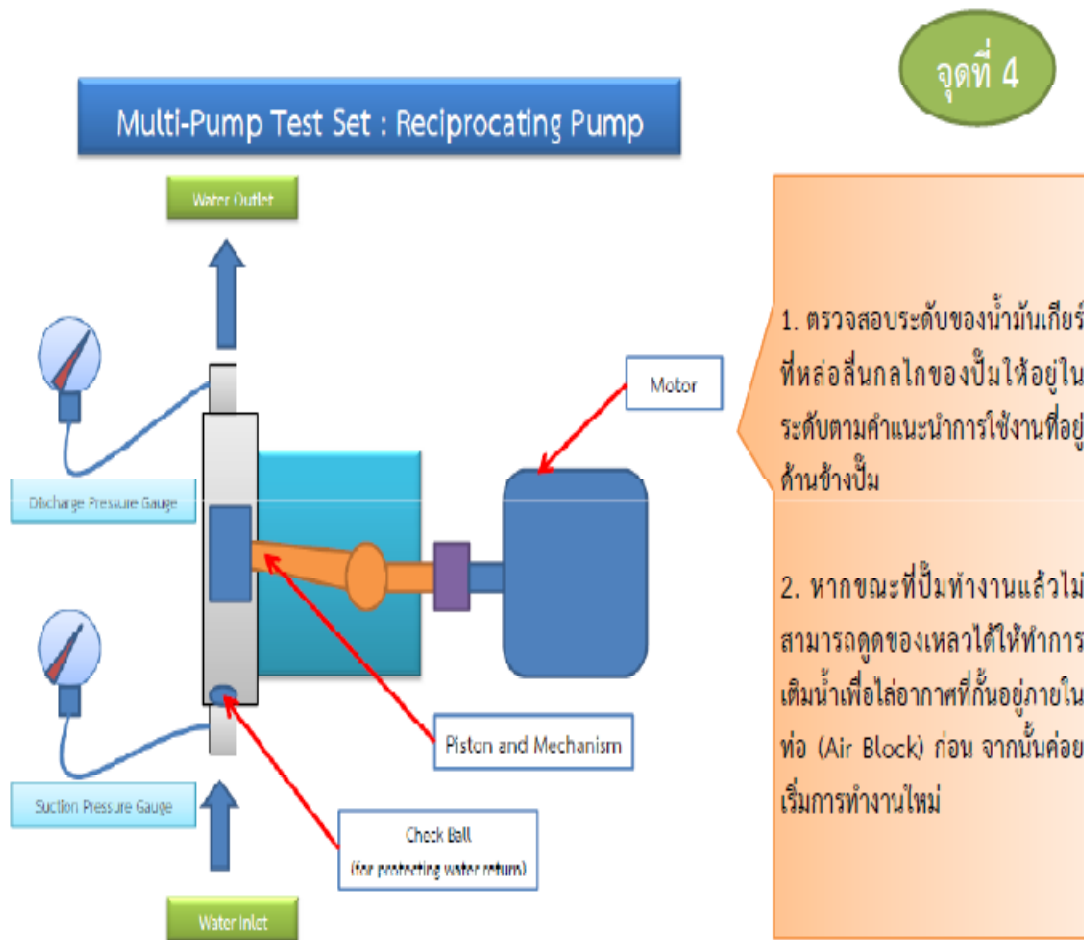 จุดที่ 4
Multi-Pump Test Set : Reciprocating Pump
Water Outlet
Motor
Discharge Pressure Gauge
Piston and Mechanism
Suction Pressure Gauge
Check Ball
(for protecting water return)
Water Inlet
1. ตรวจสอบระดับของน้ำมันเกียร์
ที่หล่อลื่นกลไกของปั๊มให้อยู่ใน
ระดับตามคำแนะนำการใช้งานที่อยู่
ด้านข้างปั๊ม
2. หากขณะที่ปั๊มทำงานแล้วไม่
สามารถดูดของเหลวได้ให้ทำการ
เติมน้ำเพื่อไล่อากาศที่กั้นอยู่ภายใน
ท่อ (Air Block) ก่อน จากนั้นค่อย
เริ่มการทำงานใหม่